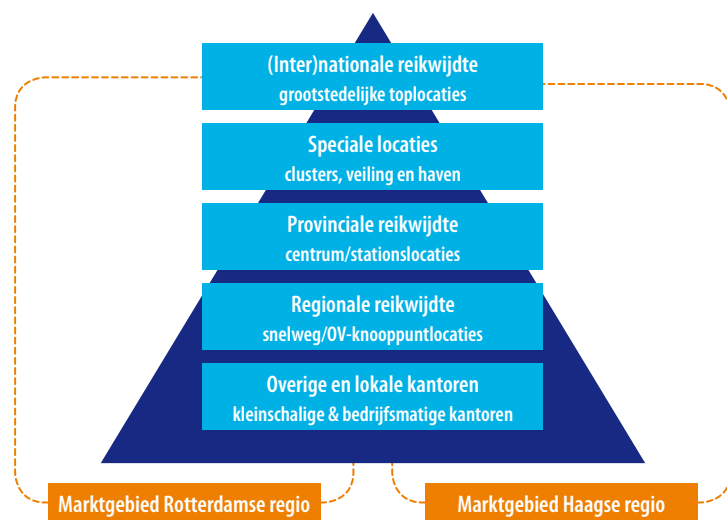 (Inter)nationale reikwijdte
grootstedelijke toplocaties
Speciale locaties
clusters, veiling en haven
Provinciale reikwijdte
centrum/stationslocaties
Regionale reikwijdte
snelweg/OV-knooppuntlocaties
Overige en lokale kantoren
kleinschalige & bedrijfsmatige kantoren
Marktgebied Rotterdamse regio
Marktgebied Haagse regio